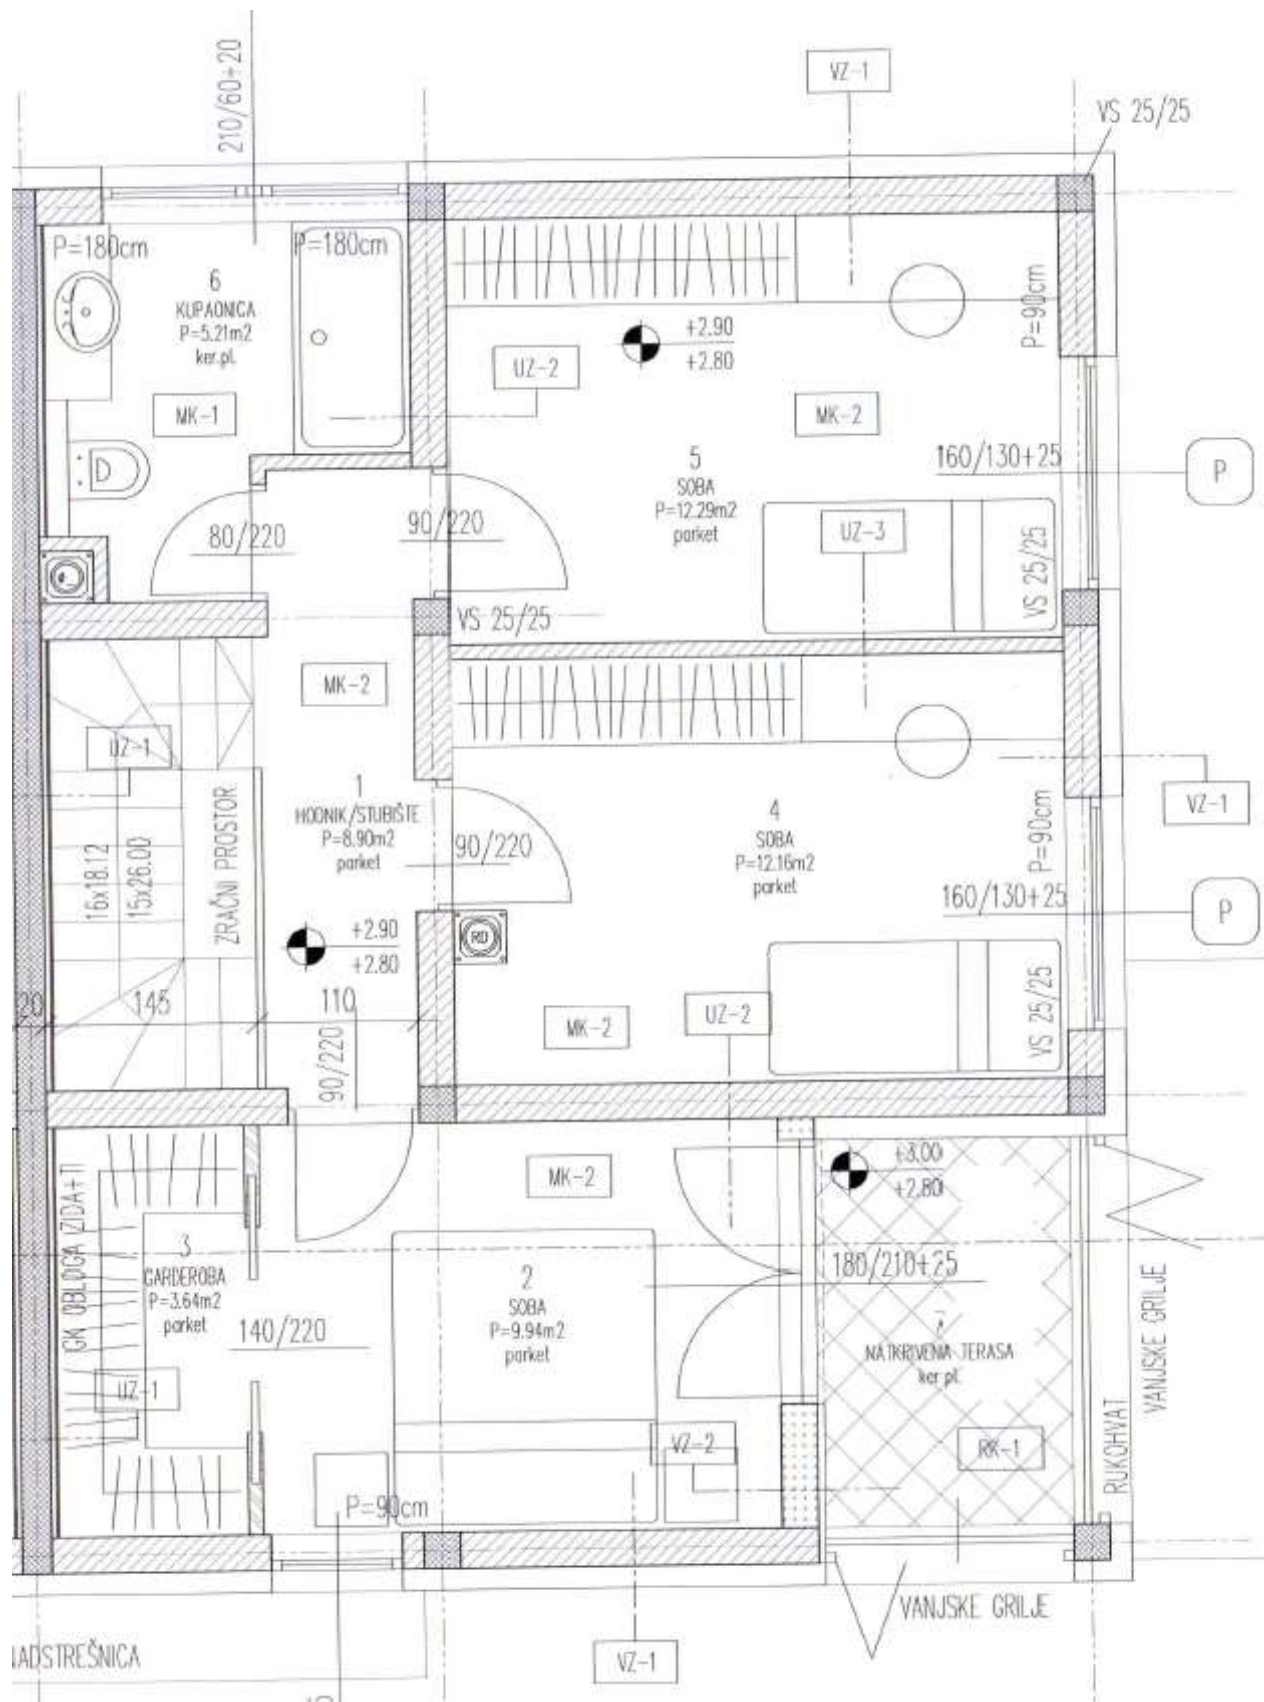 210/60+20
VZ-1
VS 25/25
P=180cm
P=180cm
6
KUPAONICA
P=5.21m2
ker.pl.
MK-1
UZ-2
+2.90
+2.80
P=90cm
MK-2
5
SOBA
P=12.29m2
parket
160/130+25
P
UZ-3
VS 25/25
80/220
90/220
VS 25/25
MK-2
UZ-1
16x18.12
15x26.00
ZRAČNI PROSTOR
1
HODNIK/STUBIŠTE
P=8.90m2
parket
90/220
+2.90
+2.80
4
SOBA
P=12.16m2
parket
VZ-1
P=90cm
160/130+25
P
RD
MK-2
UZ-2
VS 25/25
20
145
110
90/220
MK-2
+3.00
+2.80
GK OBLOGA ZIDA+TI
3
GARDEROBA
P=3.64m2
parket
UZ-1
140/220
2
SOBA
P=9.94m2
parket
180/210+25
7
NATKRIVENA TERASA
ker.pl.
VZ-2
RK-1
P=90cm
RUKOHVAT
VANJSKE GRILJE
VANJSKE GRILJE
VZ-1
NADSTREŠNICA